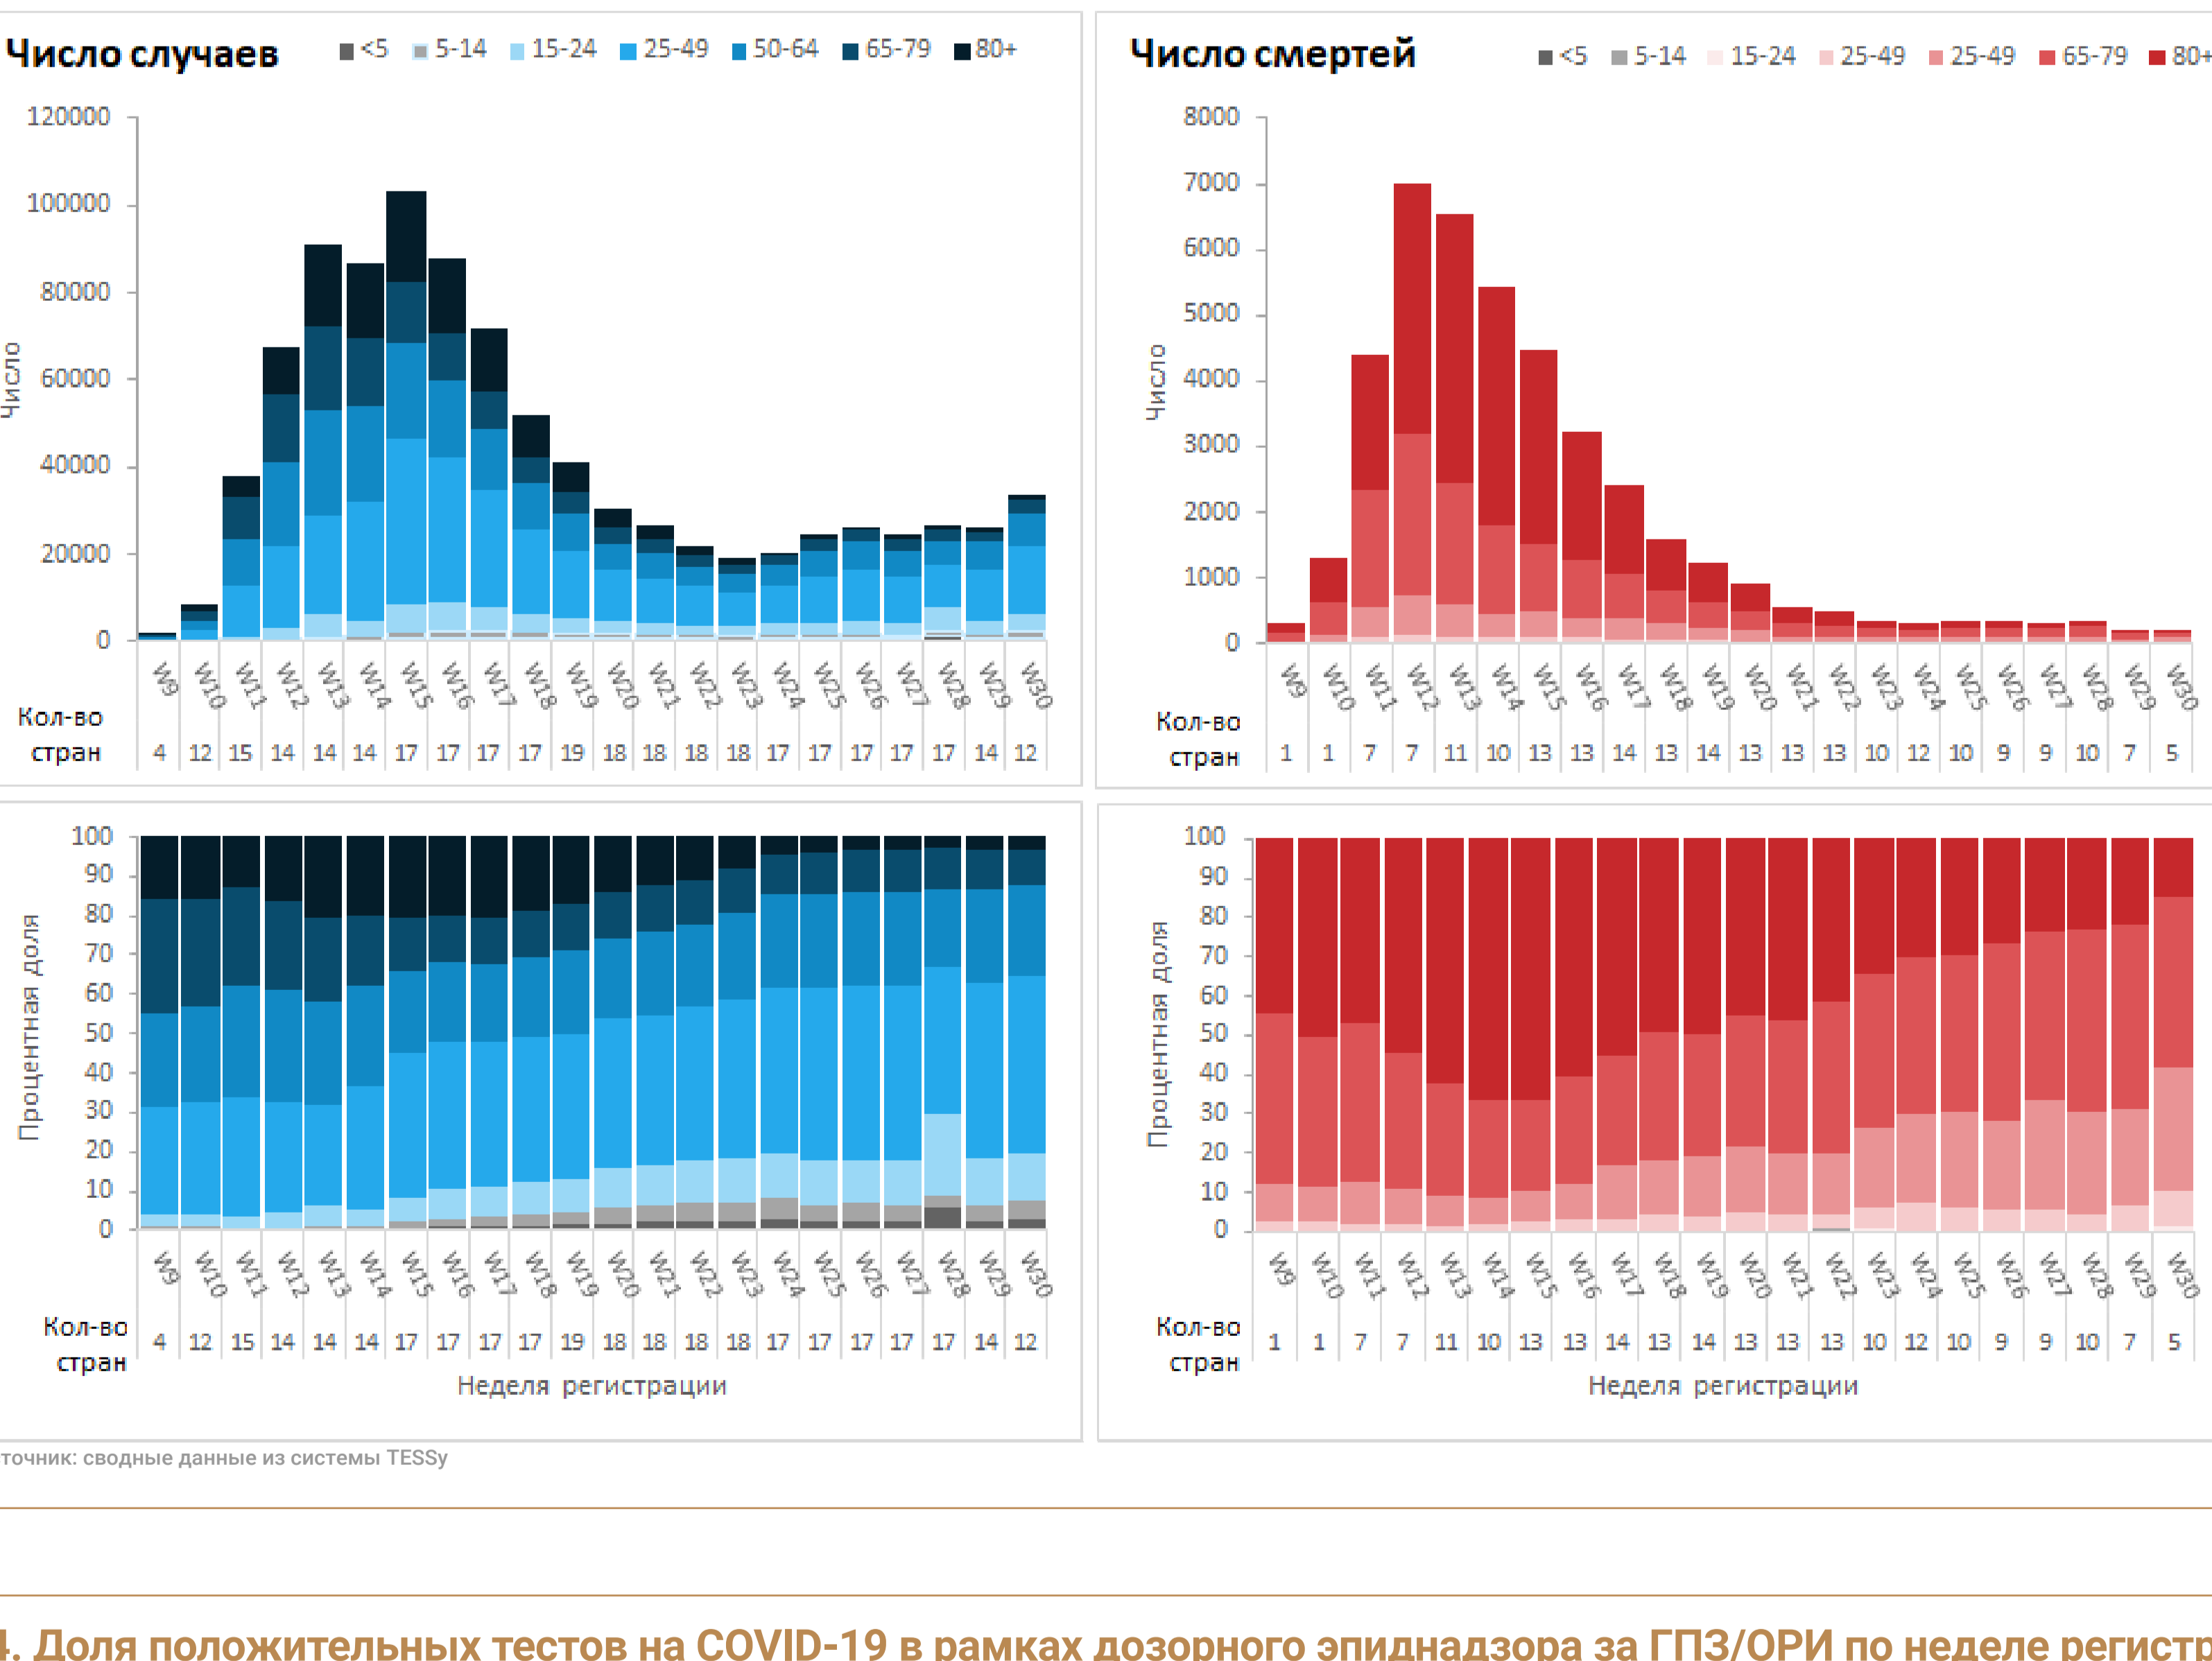 Число случаев
<5 5-14 15-24 25-49 50-64 65-79 80+
120000
100000
80000
60000
40000
20000
0
Число
W9 W10 W11 W12 W13 W14 W15 W16 W17 W18 W19 W20 W21 W22 W23 W24 W25 W26 W27 W28 W29 W30
Кол-во
стран 4 12 15 14 14 14 17 17 17 17 19 18 18 18 18 17 17 17 17 17 14 12
Число смертей
<5 5-14 15-24 25-49 25-49 65-79 80+
8000
7000
6000
5000
4000
3000
2000
1000
0
Число
W9 W10 W11 W12 W13 W14 W15 W16 W17 W18 W19 W20 W21 W22 W23 W24 W25 W26 W27 W28 W29 W30
Кол-во
стран 1 1 7 7 11 10 13 13 14 13 14 13 13 13 10 12 10 9 9 10 7 5
100
90
80
70
60
50
40
30
20
10
0
Процентная доля
W9 W10 W11 W12 W13 W14 W15 W16 W17 W18 W19 W20 W21 W22 W23 W24 W25 W26 W27 W28 W29 W30
Кол-во
стран 4 12 15 14 14 14 17 17 17 17 19 18 18 18 18 17 17 17 17 17 14 12
Неделя регистрации
100
90
80
70
60
50
40
30
20
10
0
Процентная доля
W9 W10 W11 W12 W13 W14 W15 W16 W17 W18 W19 W20 W21 W22 W23 W24 W25 W26 W27 W28 W29 W30
Кол-во
стран 1 1 7 7 11 10 13 13 14 13 14 13 13 13 10 12 10 9 9 10 7 5
Неделя регистрации
точник: сводные данные из системы TESSy
4. Доля положительных тестов на COVID-19 в рамках дозорного эпиднадзора за ГПЗ/ОРИ по неделе регистр